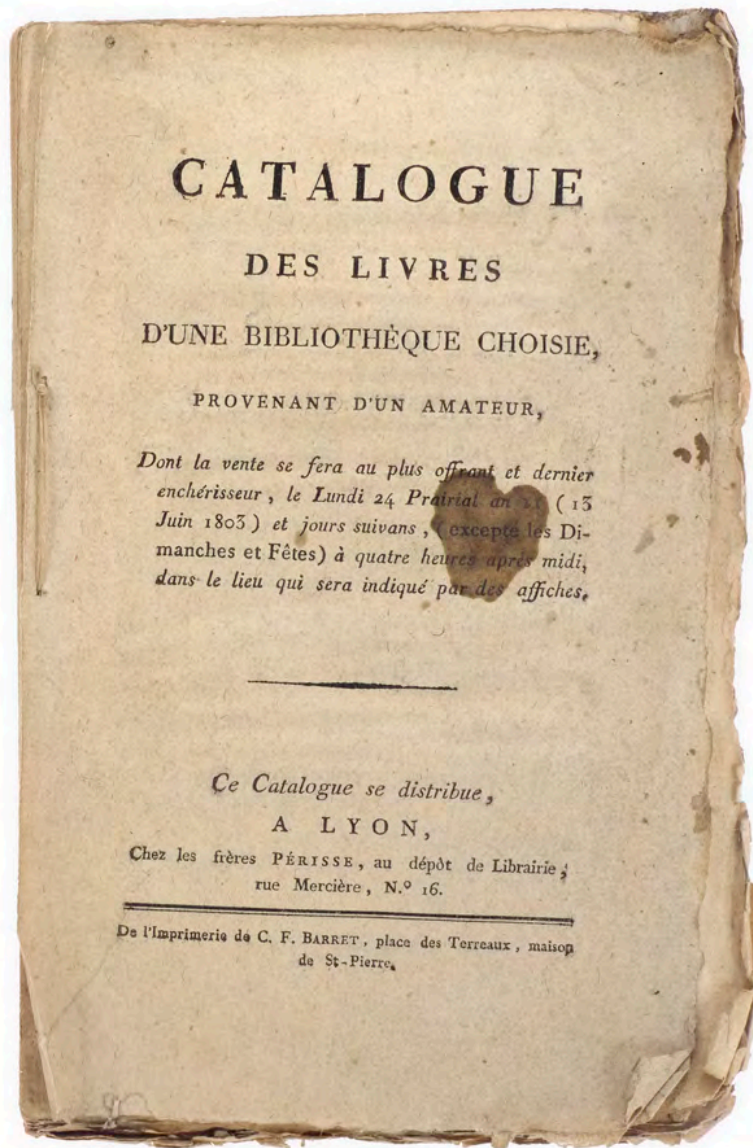 CATALOGUE
DES LIVRES
D'UNE BIBLIOTHÈQUE CHOISIE,
PROVENANT D'UN AMATEUR,
Dont la vente se fera au plus offrant et dernier
enchérisseur, le Lundi 24 Prairial an 11 (13
Juin 1803) et jours suivans, (excepté les Di-
manches et Fêtes) à quatre heures après midi,
dans le lieu qui sera indiqué par des affiches.
Ce Catalogue se distribue,
A LYON,
Chez les frères PÉRISSE, au dépôt de Librairie,
rue Mercière, N.º 16.
De l'Imprimerie de C. F. BARRET, place des Terreaux, maison
de St-Pierre.